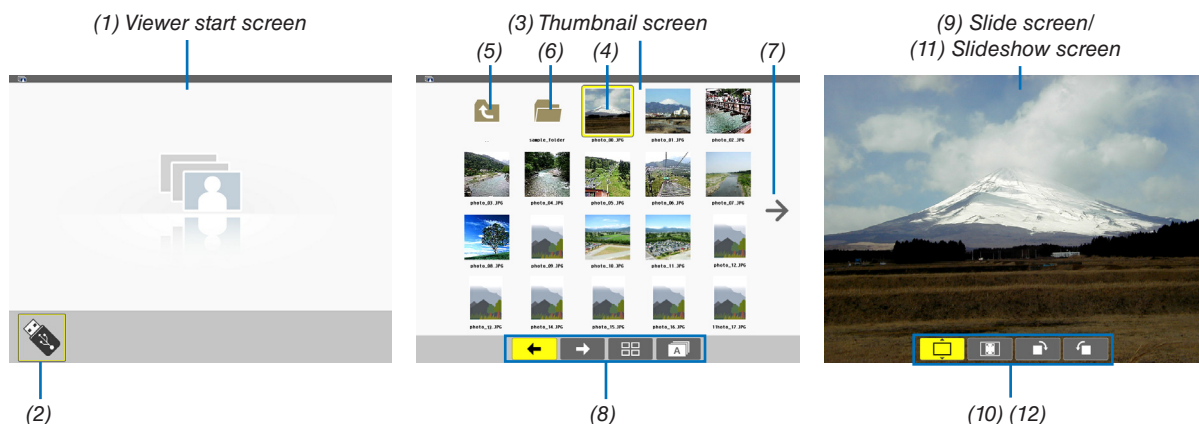 (1) Viewer start screen
(3) Thumbnail screen
(9) Slide screen/
(11) Slideshow screen
(5) (6) (4) (7)
... sample_folder photo_00.JPG photo_01.JPG photo_02.JPG
photo_03.JPG photo_04.JPG photo_05.JPG photo_06.JPG photo_07.JPG
photo_08.JPG photo_09.JPG photo_10.JPG photo_11.JPG photo_12.JPG
photo_13.JPG photo_14.JPG photo_15.JPG photo_16.JPG 11hoto_17.JPG
A
(2)
(8)
(10) (12)